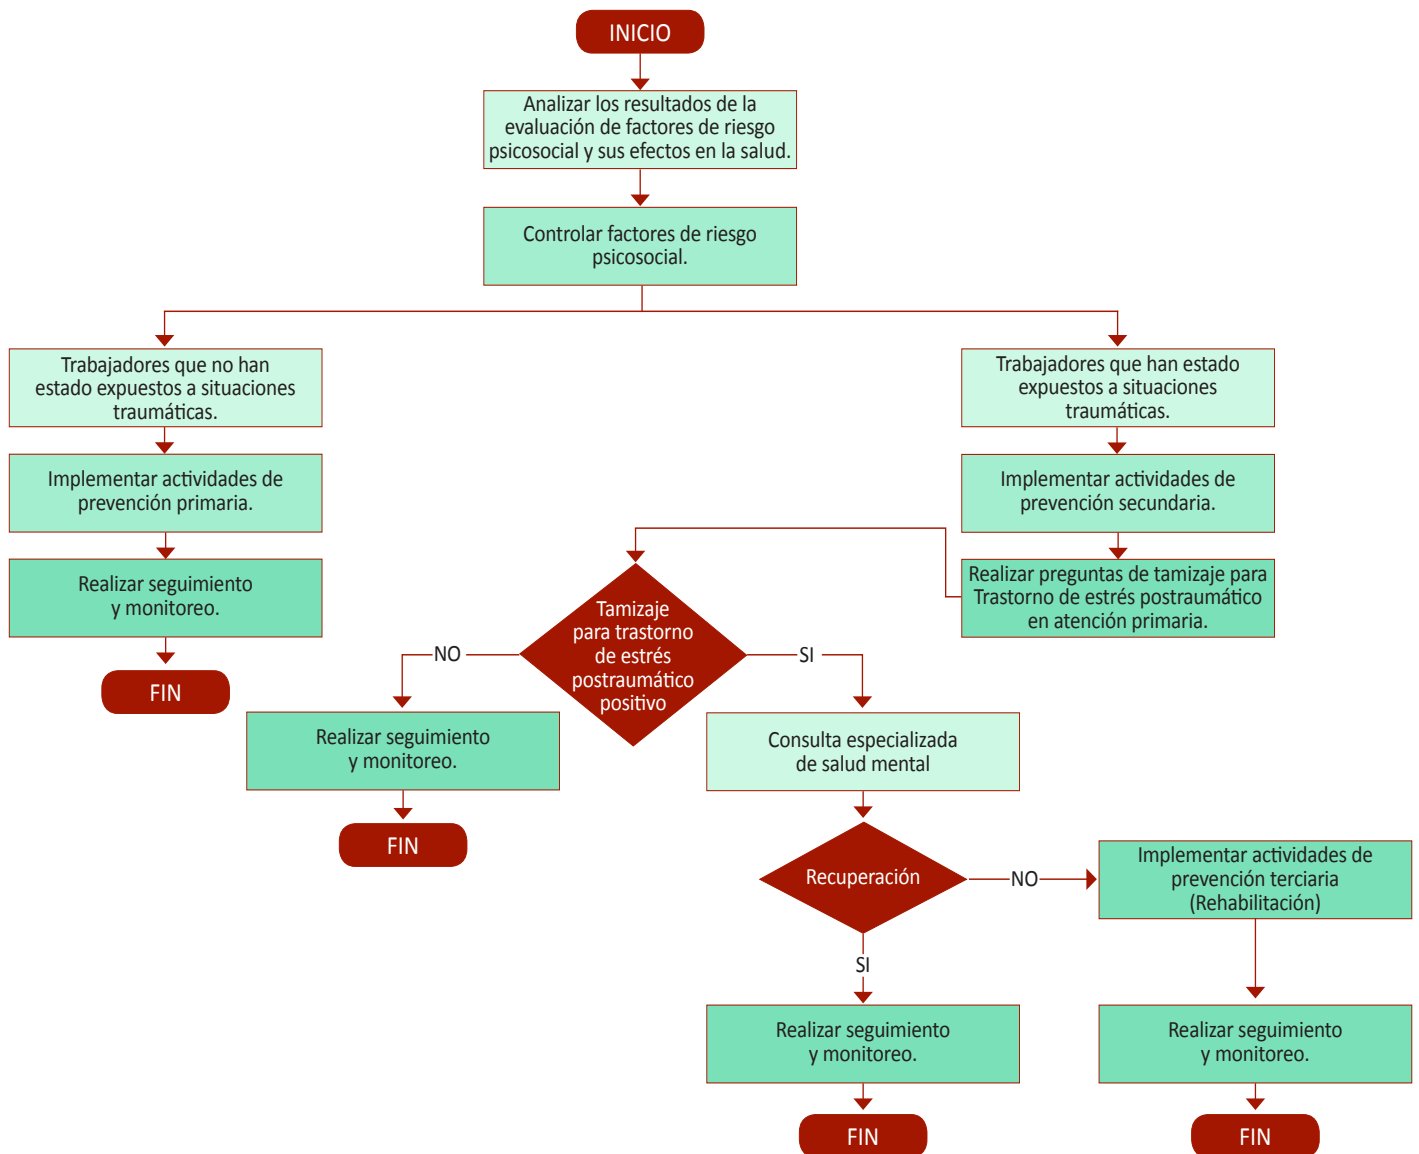 INICIO
Analizar los resultados de la
evaluación de factores de riesgo
psicosocial y sus efectos en la salud.
Controlar factores de riesgo
psicosocial.
Trabajadores que no han
estado expuestos a situaciones
traumáticas.
Trabajadores que han estado
expuestos a situaciones
traumáticas.
Implementar actividades de
prevención primaria.
Implementar actividades de
prevención secundaria.
Realizar seguimiento
y monitoreo.
Realizar preguntas de tamizaje para
Trastorno de estrés postraumático
en atención primaria.
FIN
Tamizaje
para trastorno
de estrés
postraumático
positivo
NO
SI
Realizar seguimiento
y monitoreo.
Consulta especializada
de salud mental
FIN
Recuperación
NO
Implementar actividades de
prevención terciaria
(Rehabilitación)
SI
Realizar seguimiento
y monitoreo.
Realizar seguimiento
y monitoreo.
FIN
FIN